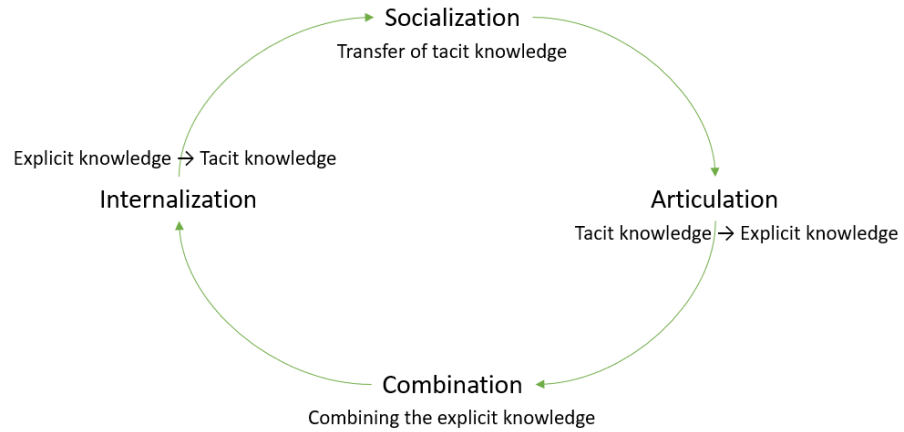 Socialization
Transfer of tacit knowledge
Explicit knowledge → Tacit knowledge
Internalization
Articulation
Tacit knowledge → Explicit knowledge
Combination
Combining the explicit knowledge